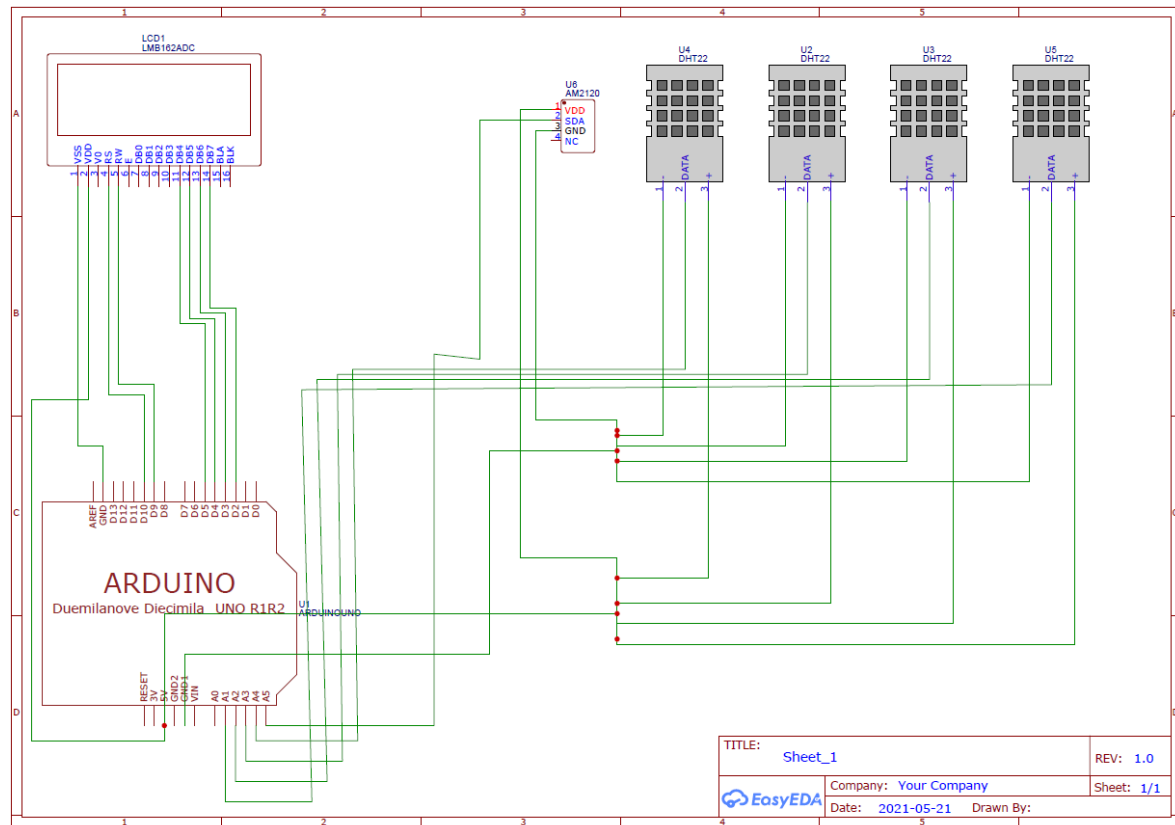 1 2 3 4 5
A B C D
LCD1
LMB162ADC
VSS VDD V0 RS RW E DB0 DB1 DB2 DB3 DB4 DB5 DB6 DB7 BLA BLK
1 2 3 4 5 6 7 8 9 10 11 12 13 14 15 16
U6
AM2120
1 VDD
2 SDA
3 GND
4 NC
U4
DHT22
- DATA +
1 2 3
U2
DHT22
- DATA +
1 2 3
U3
DHT22
- DATA +
1 2 3
U5
DHT22
- DATA +
1 2 3
AREF GND D13 D12 D11 D10 D9 D8 D7 D6 D5 D4 D3 D2 D1 D0
ARDUINO
Duemilanove Diecimila UNO R1R2
U1
ARDUINOUNO
RESET 3V 5V GND2 GND1 VIN A0 A1 A2 A3 A4 A5
TITLE:
Sheet_1
REV: 1.0
EasyEDA
Company: Your Company
Sheet: 1/1
Date: 2021-05-21 Drawn By:
A B C D
1 2 3 4 5